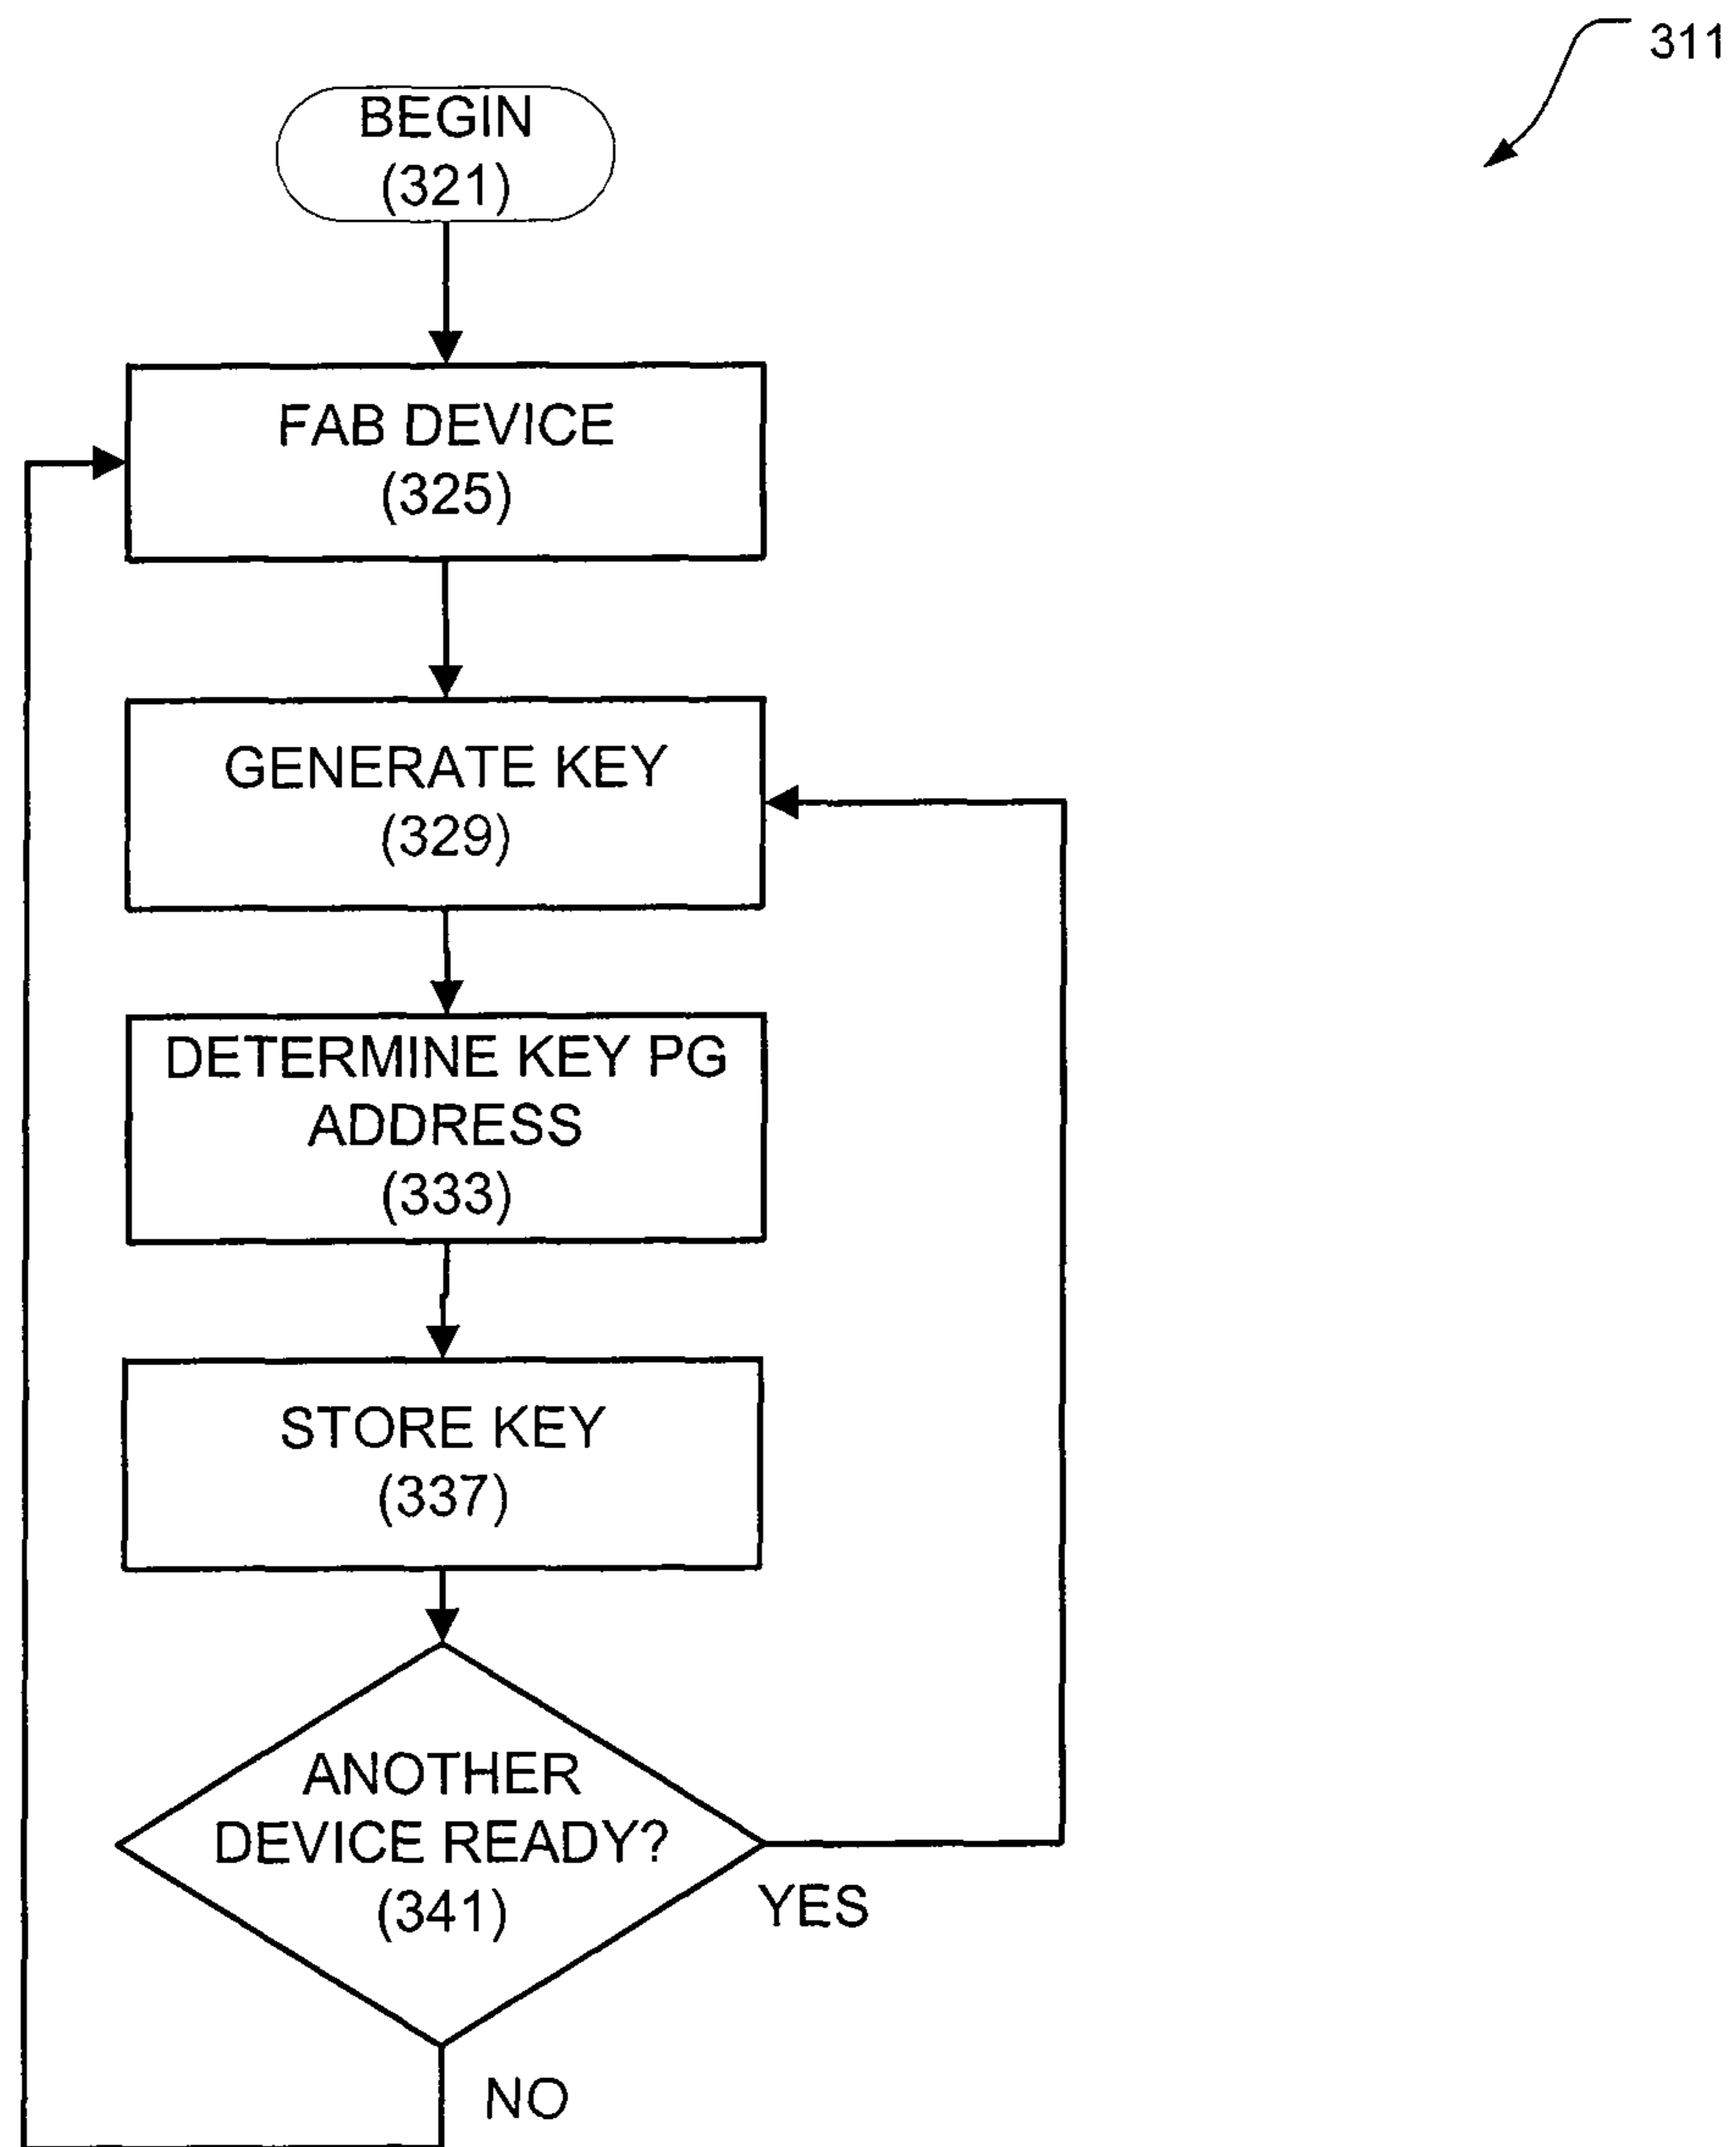 311
BEGIN
(321)
FAB DEVICE
(325)
GENERATE KEY
(329)
DETERMINE KEY PG
ADDRESS
(333)
STORE KEY
(337)
ANOTHER
DEVICE READY?
(341)
YES
NO